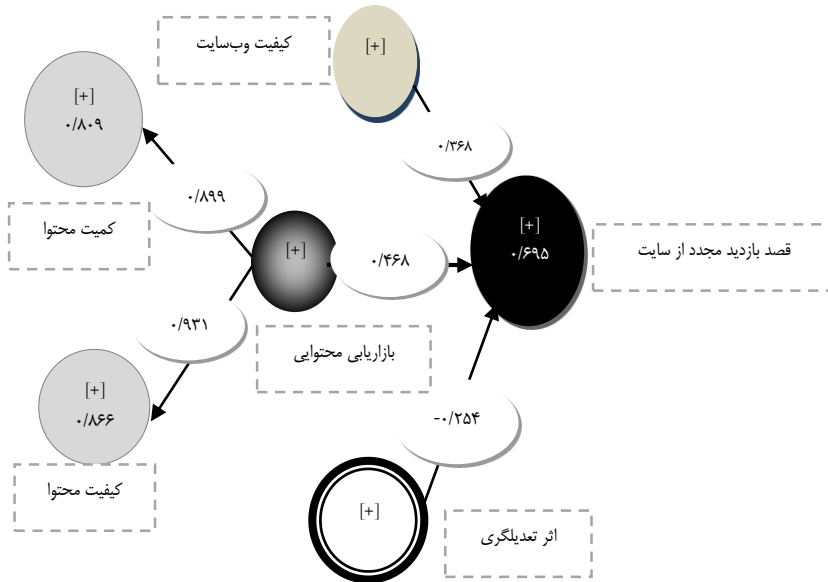 کیفیت وب‌سایت
[+]
[+]
۰/۸۰۹
کمیت محتوا
۰/۳۶۸
۰/۸۹۹
[+]
۰/۴۶۸
[+]
۰/۶۹۵
قصد بازدید مجدد از سایت
۰/۹۳۱
بازاریابی محتوایی
[+]
۰/۸۶۶
کیفیت محتوا
-۰/۲۵۴
[+]
اثر تعدیلگری